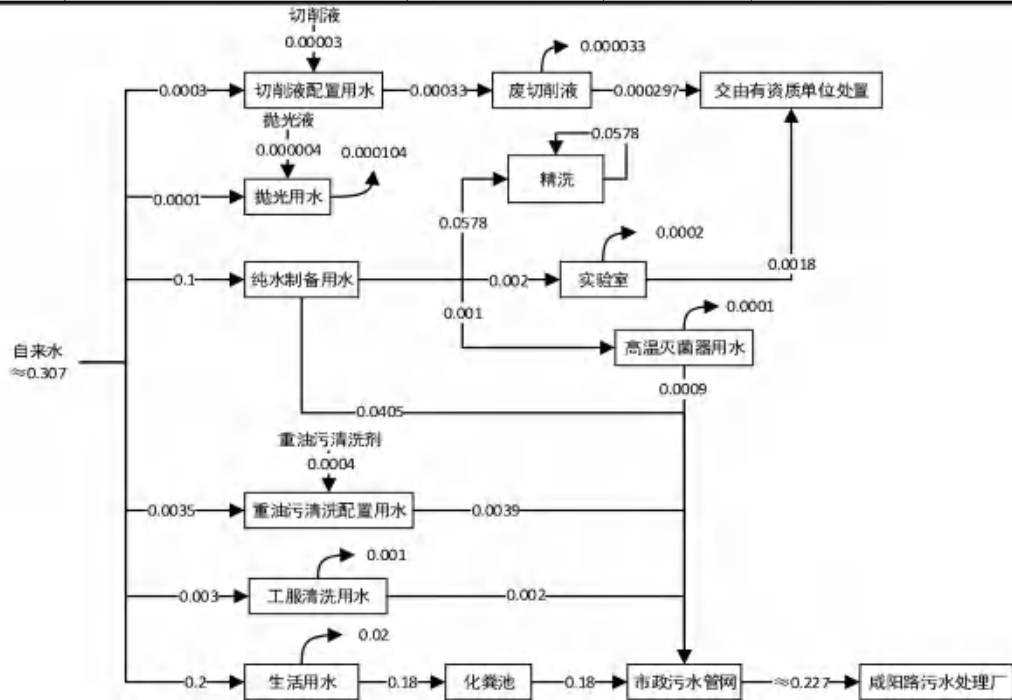 切削液
0.00003
0.000033
0.0003
切削液配置用水
0.00033
废切削液
0.000297
交由有资质单位处置
抛光液
0.000004
0.000104
0.0578
精洗
0.0001
抛光用水
0.0578
0.0002
0.1
纯水制备用水
0.002
实验室
0.0018
0.001
0.0001
高温灭菌器用水
自来水
≈0.307
0.0009
0.0405
重油污清洗剂
0.0004
0.0035
重油污清洗配置用水
0.0039
0.001
0.003
工服清洗用水
0.002
0.02
0.2
生活用水
0.18
化粪池
0.18
市政污水管网
≈0.227
咸阳路污水处理厂